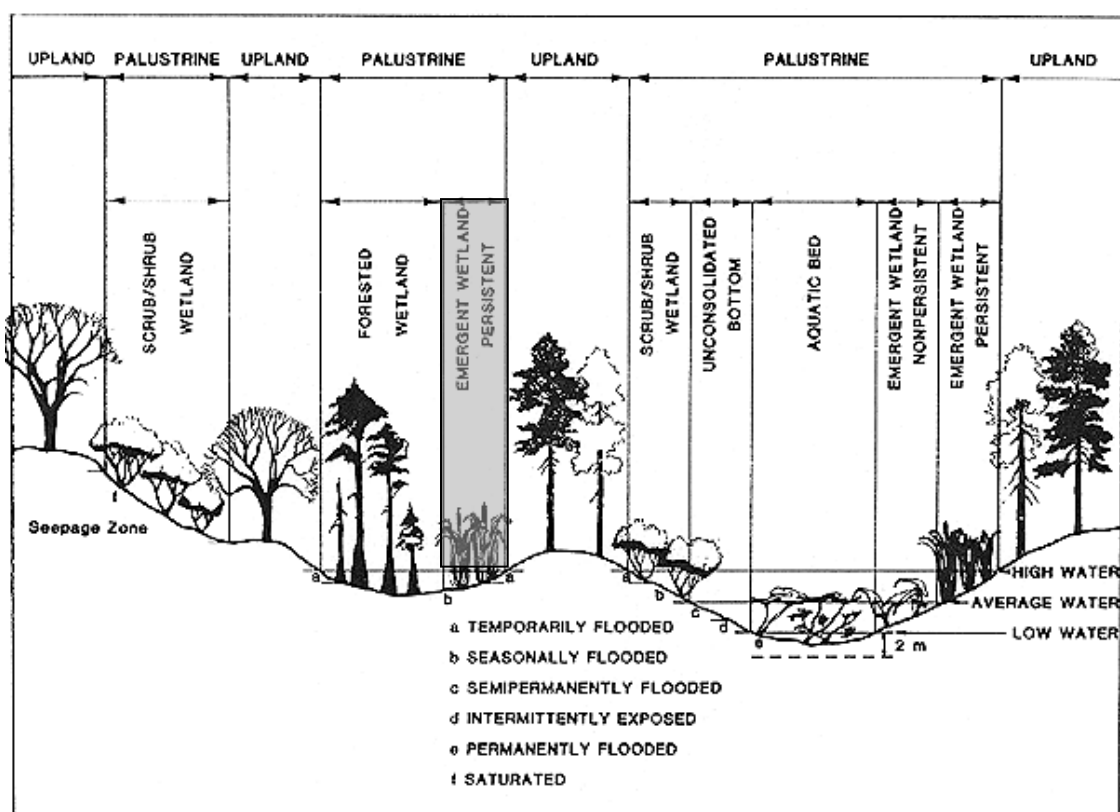 UPLAND PALUSTRINE UPLAND PALUSTRINE UPLAND PALUSTRINE UPLAND
SCRUB/SHRUB
WETLAND
FORESTED
WETLAND
EMERGENT WETLAND
PERSISTENT
SCRUB/SHRUB
WETLAND
UNCONSOLIDATED
BOTTOM
AQUATIC BED
EMERGENT WETLAND
NONPERSISTENT
EMERGENT WETLAND
PERSISTENT
f
Seepage Zone
a
b
a
a
b
c
d
e
HIGH WATER
AVERAGE WATER
LOW WATER
2 m
a TEMPORARILY FLOODED
b SEASONALLY FLOODED
c SEMIPERMANENTLY FLOODED
d INTERMITTENTLY EXPOSED
e PERMANENTLY FLOODED
f SATURATED